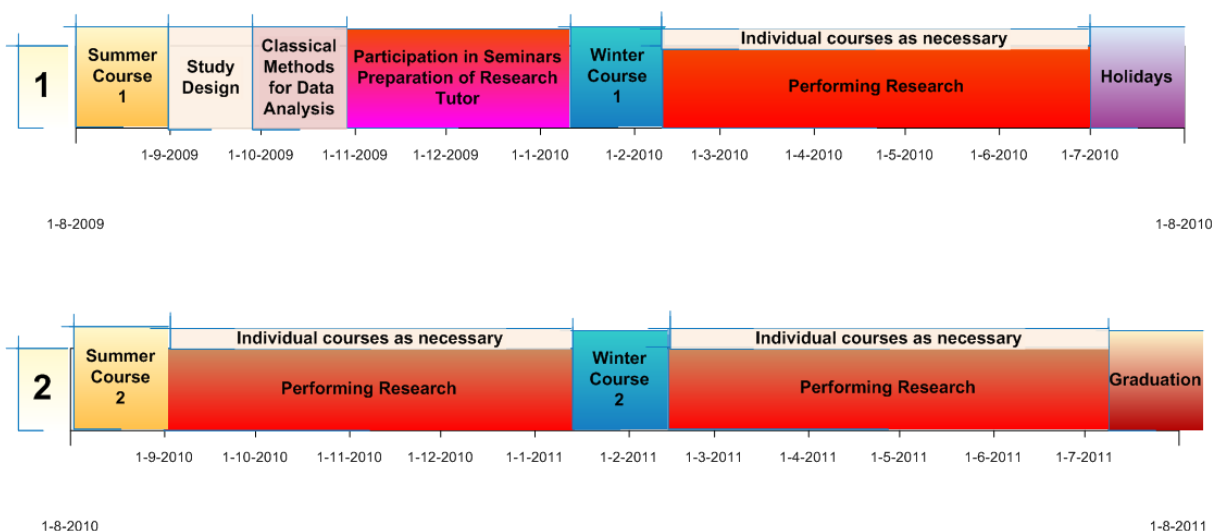 1
Summer
Course
1
Study
Design
Classical
Methods
for Data
Analysis
Participation in Seminars
Preparation of Research
Tutor
Winter
Course
1
Individual courses as necessary
Performing Research
Holidays
1-9-2009 1-10-2009 1-11-2009 1-12-2009 1-1-2010 1-2-2010 1-3-2010 1-4-2010 1-5-2010 1-6-2010 1-7-2010
1-8-2009 1-8-2010
2
Summer
Course
2
Individual courses as necessary
Performing Research
Winter
Course
2
Individual courses as necessary
Performing Research
Graduation
1-9-2010 1-10-2010 1-11-2010 1-12-2010 1-1-2011 1-2-2011 1-3-2011 1-4-2011 1-5-2011 1-6-2011 1-7-2011
1-8-2010 1-8-2011